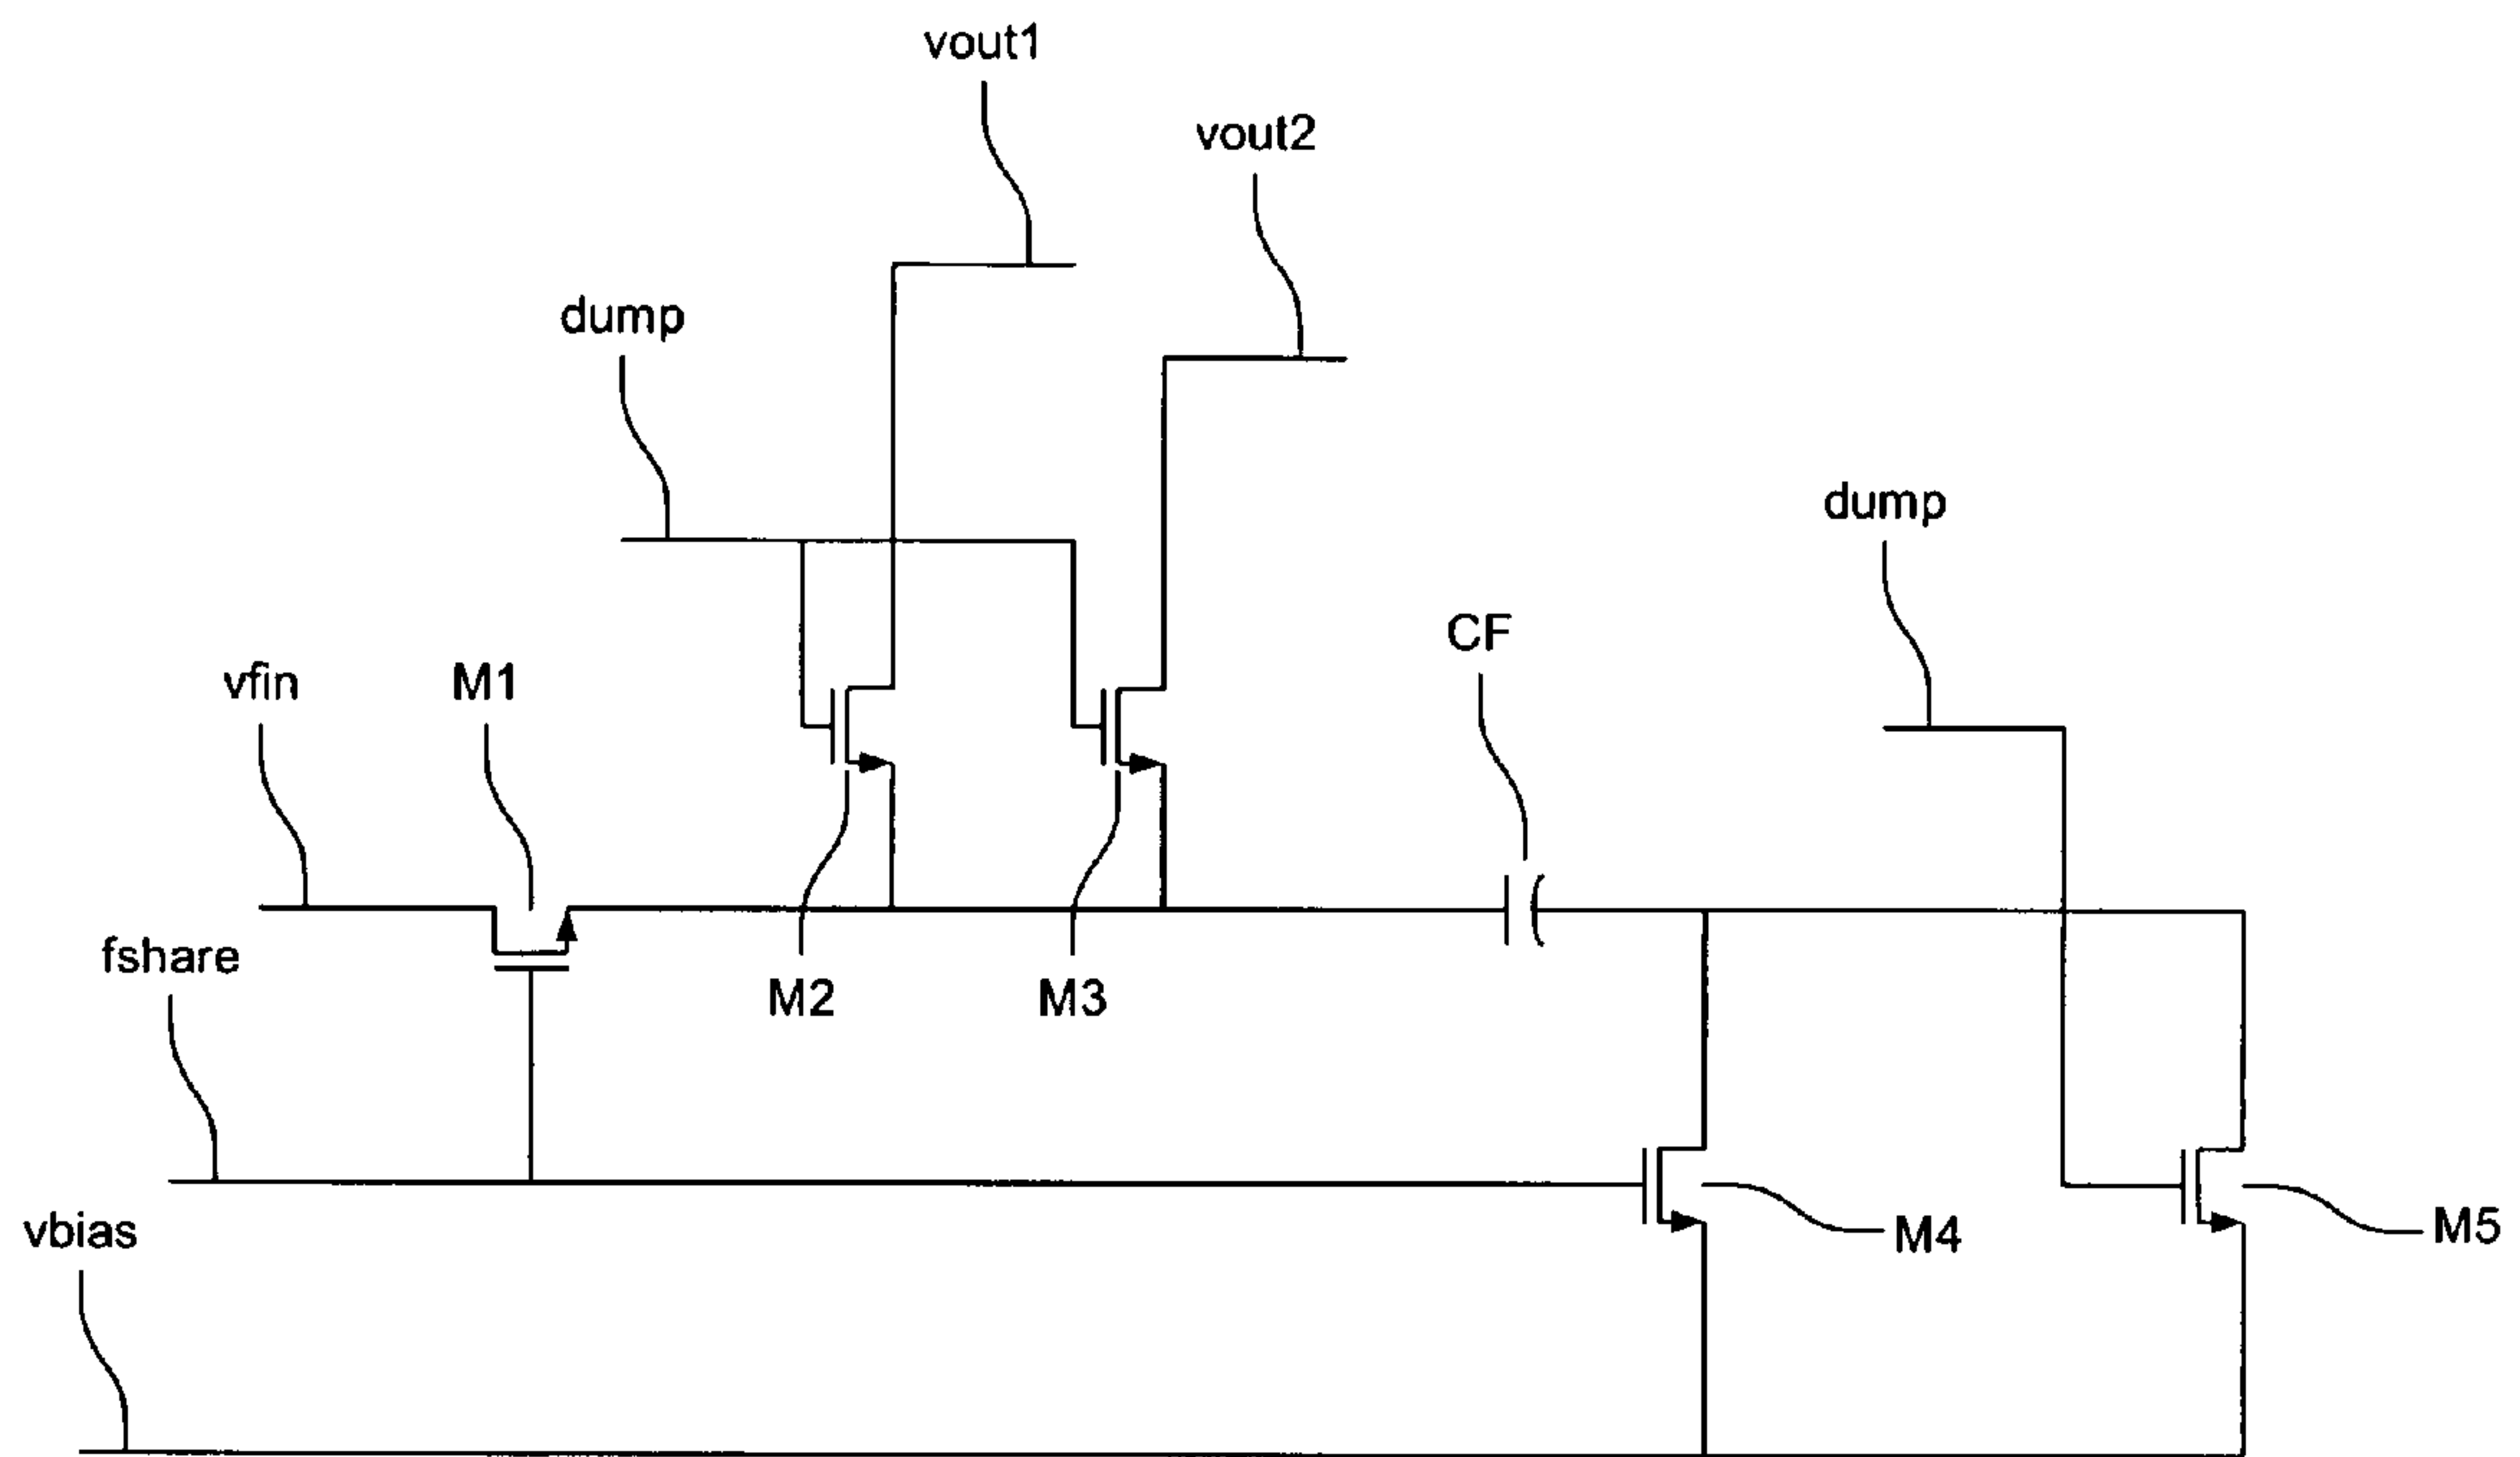 vout1
vout2
dump
dump
CF
vfin
M1
fshare
M2
M3
vbias
M4
M5